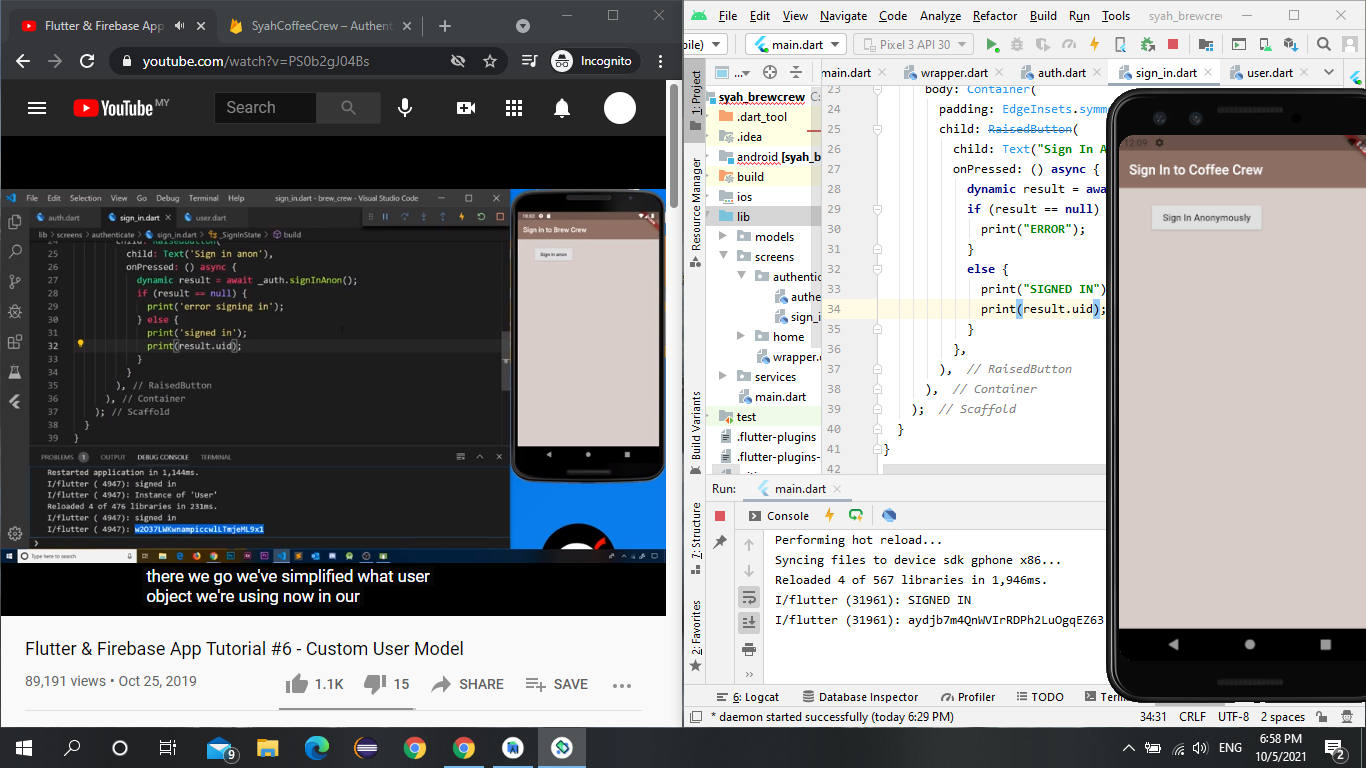 Flutter & Firebase App
SyahCoffeeCrew – Authent
youtube.com/watch?v=PS0b2gJ04Bs
Incognito
YouTube MY
Search
File Edit Selection View Go Debug Terminal Help sign_in.dart - brew_crew - Visual Studio Code
auth.dart sign_in.dart user.dart
lib > screens > authenticate > sign_in.dart > _SignInState > build
24 child: RaisedButton(
25 child: Text('Sign in anon'),
26 onPressed: () async {
27 dynamic result = await _auth.signInAnon();
28 if (result == null) {
29 print('error signing in');
30 } else {
31 print('signed in');
32 print(result.uid);
33 }
34 }
35 ), // RaisedButton
36 ), // Container
37 ); // Scaffold
38 }
39 }
PROBLEMS 1 OUTPUT DEBUG CONSOLE TERMINAL
Restarted application in 1,144ms.
I/flutter ( 4947): signed in
I/flutter ( 4947): Instance of 'User'
Reloaded 4 of 476 libraries in 231ms.
I/flutter ( 4947): signed in
I/flutter ( 4947): w2O37LWKwnampiccwlLTmjeML9x1
Type here to search
Sign in to Brew Crew
Sign in anon
there we go we've simplified what user
object we're using now in our
Flutter & Firebase App Tutorial #6 - Custom User Model
89,191 views • Oct 25, 2019
1.1K 15 SHARE SAVE
File Edit View Navigate Code Analyze Refactor Build Run Tools syah_brewcre
bile) main.dart Pixel 3 API 30
main.dart wrapper.dart auth.dart sign_in.dart user.dart
1: Project
Resource Manager
Build Variants
7: Structure
2: Favorites
syah_brewcrew C:
.dart_tool
.idea
android [syah_b
build
ios
lib
models
screens
authentic
authe
sign_i
home
wrapper.d
services
main.dart
test
.flutter-plugins
.flutter-plugins-
23 body: Container(
24 padding: EdgeInsets.symm
25 child: RaisedButton(
26 child: Text("Sign In A
27 onPressed: () async {
28 dynamic result = awa
29 if (result == null)
30 print("ERROR");
31 }
32 else {
33 print("SIGNED IN")
34 print(result.uid);
35 }
36 },
37 ), // RaisedButton
38 ), // Container
39 ); // Scaffold
40 }
41 }
42
12:09
Sign In to Coffee Crew
Sign In Anonymously
Run: main.dart
Console
Performing hot reload...
Syncing files to device sdk gphone x86...
Reloaded 4 of 567 libraries in 1,946ms.
I/flutter (31961): SIGNED IN
I/flutter (31961): aydjb7m4QnWVIrRDPh2LuOgqEZ63
6: Logcat Database Inspector Profiler TODO Termi
* daemon started successfully (today 6:29 PM)
34:31 CRLF UTF-8 2 spaces
9
ENG
6:58 PM
10/5/2021
2